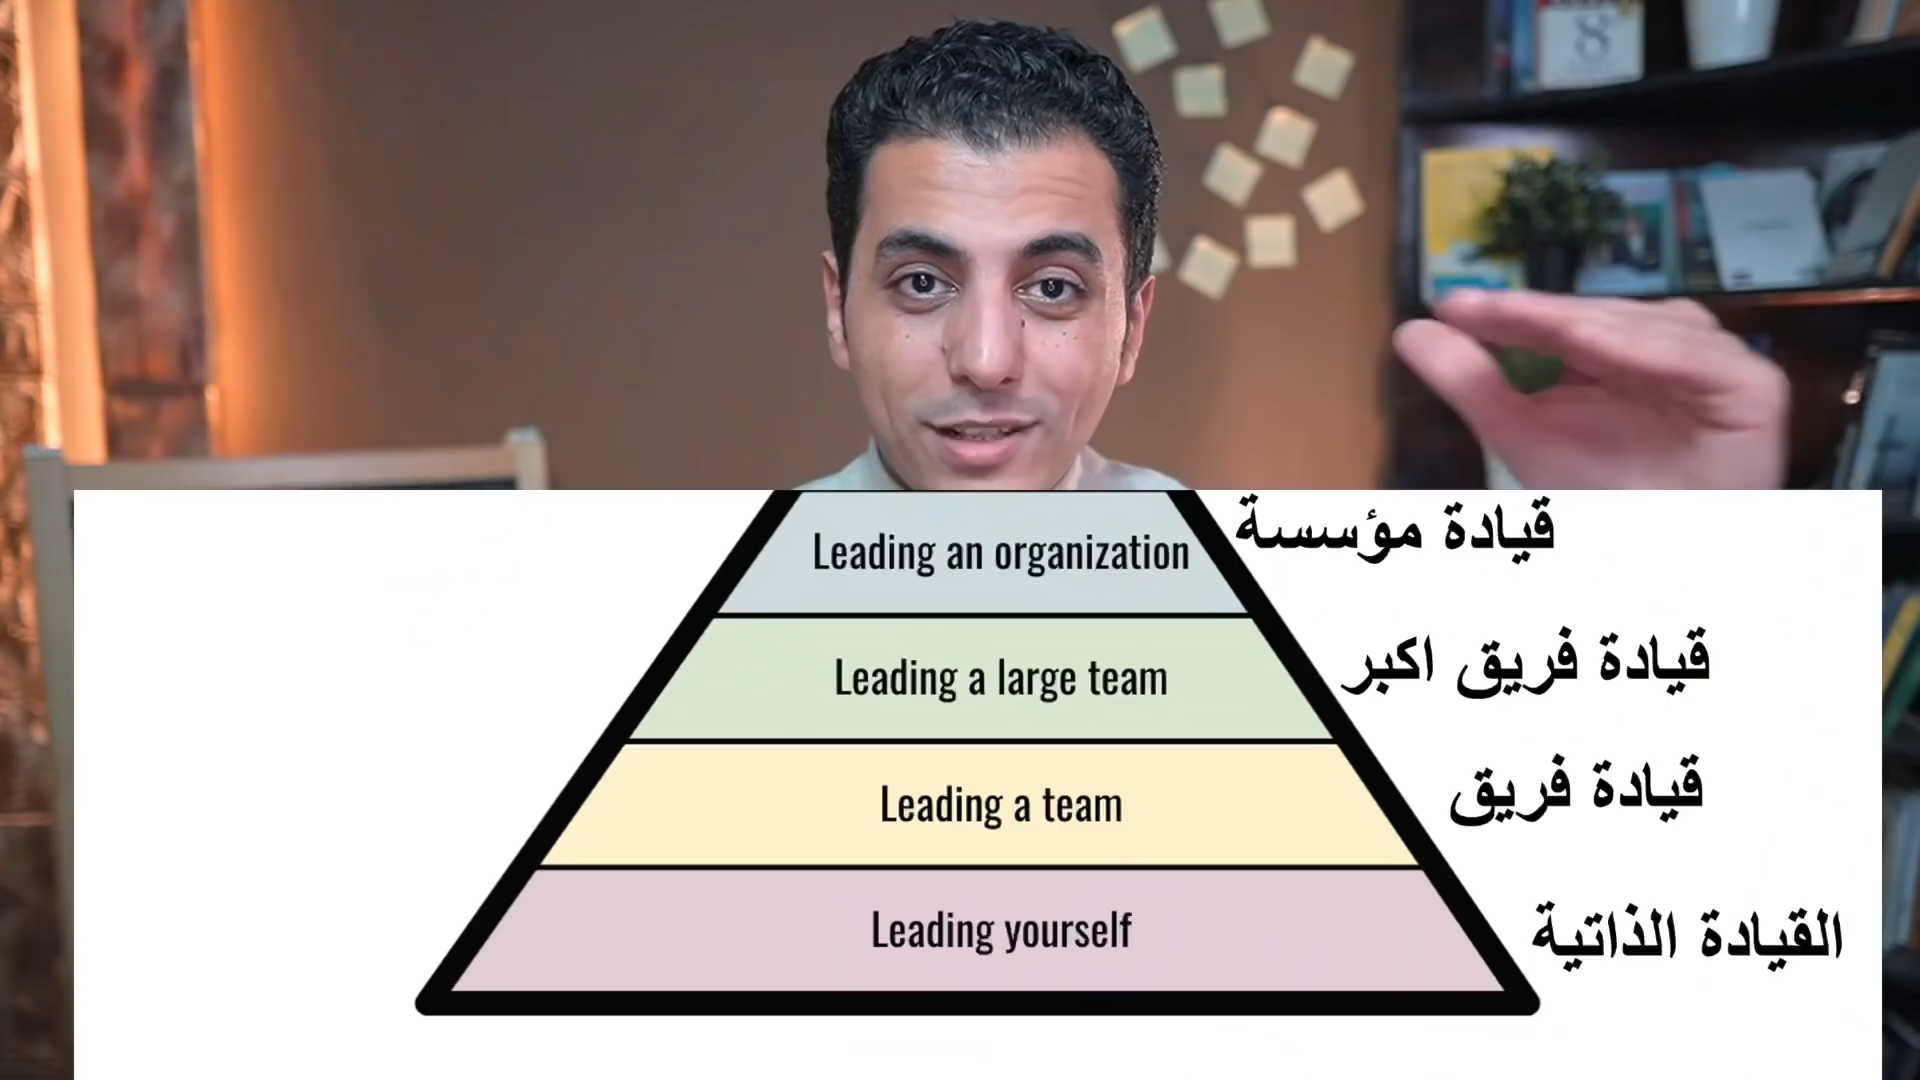 8
Leading an organization
قيادة مؤسسة
Leading a large team
قيادة فريق اكبر
Leading a team
قيادة فريق
Leading yourself
القيادة الذاتية